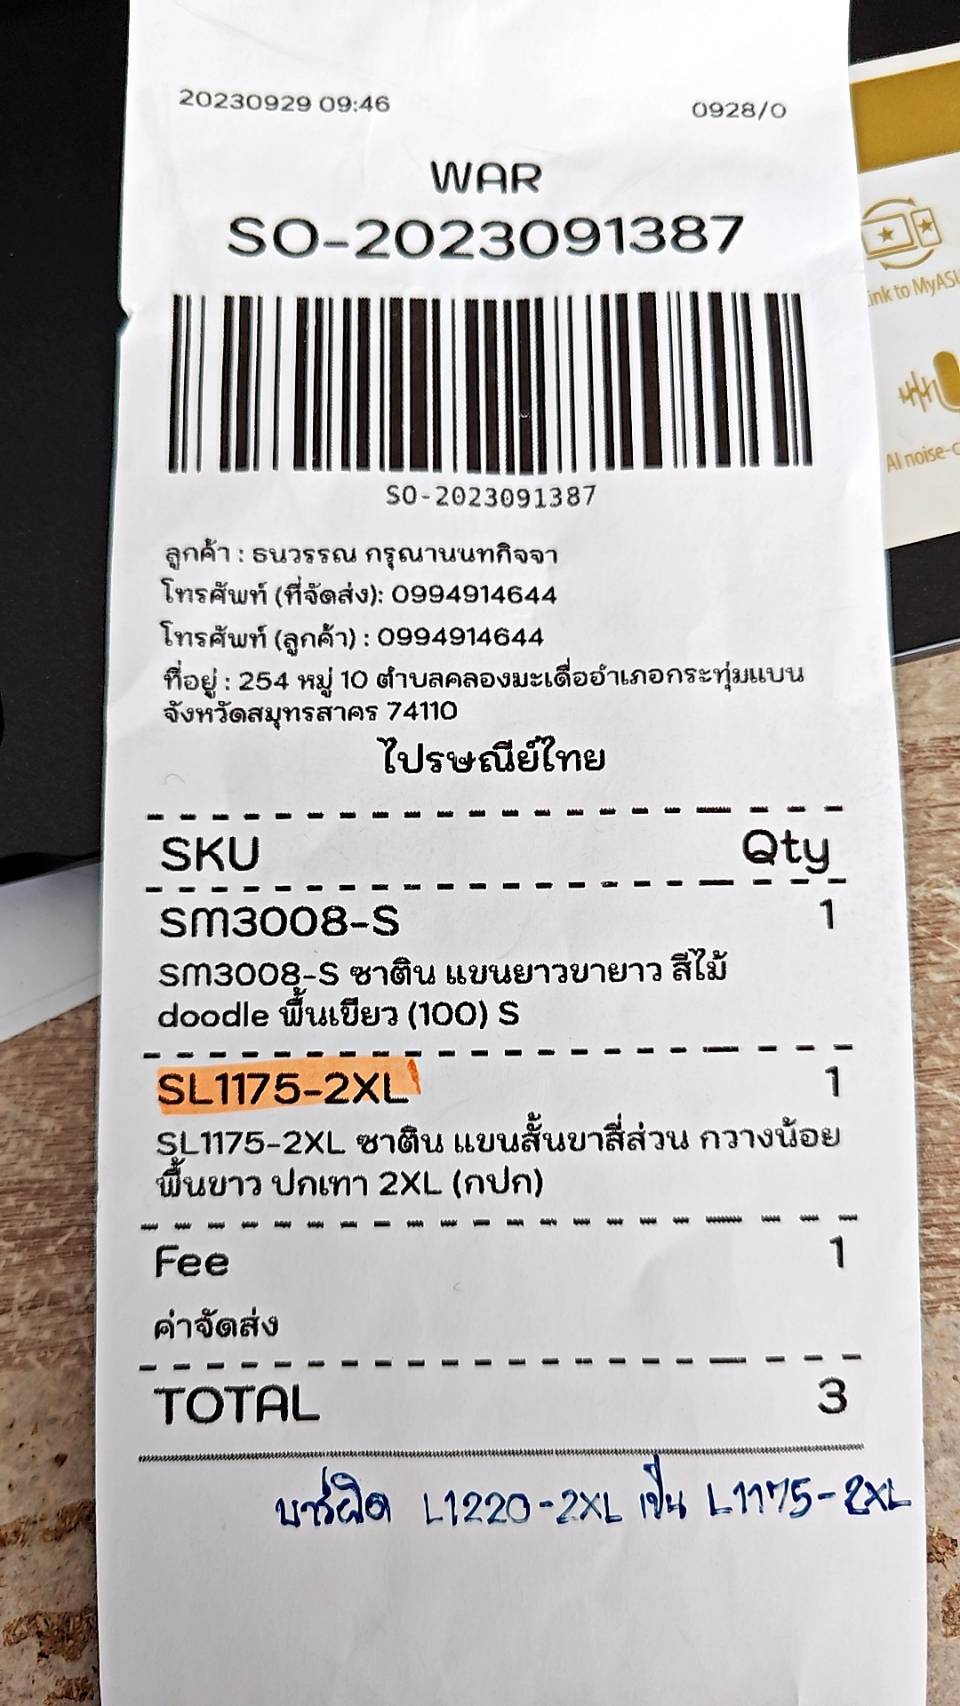 20230929 09:46
0928/0
WAR
SO-2023091387
SO-2023091387
ลูกค้า : ธนวรรณ กรุณานนทกิจจา
โทรศัพท์ (ที่จัดส่ง): 0994914644
โทรศัพท์ (ลูกค้า) : 0994914644
ที่อยู่ : 254 หมู่ 10 ตำบลคลองมะเดื่ออำเภอกระทุ่มแบน
จังหวัดสมุทรสาคร 74110
ไปรษณีย์ไทย
SKU Qty
SM3008-S 1
SM3008-S ซาติน แขนยาวขายาว สีไม้
doodle พื้นเขียว (100) S
SL1175-2XL 1
SL1175-2XL ซาติน แขนสั้นขาสี่ส่วน กวางน้อย
พื้นขาว ปกเทา 2XL (กปก)
Fee 1
ค่าจัดส่ง
TOTAL 3
บาร์ผิด L1220-2XL เป็น L1175-2XL
Link to MyASU
AI noise-c